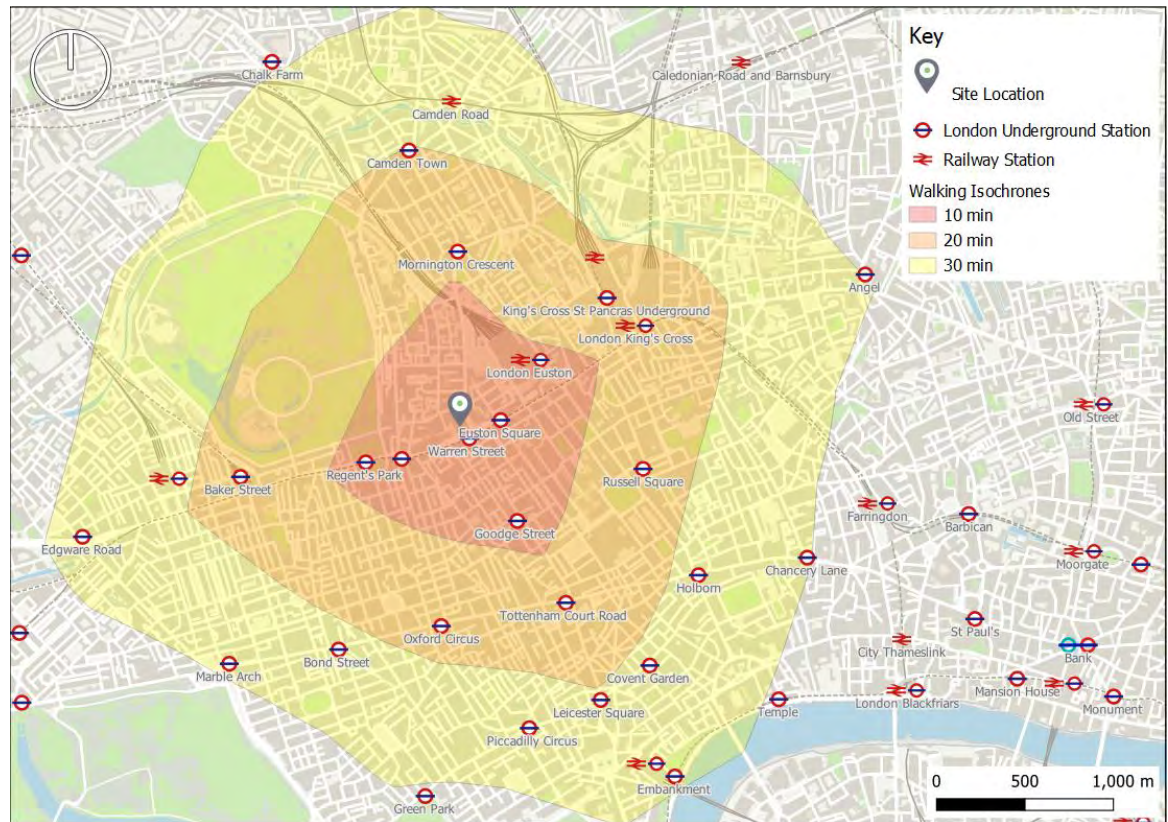 Key
Site Location
London Underground Station
Railway Station
Walking Isochrones
10 min
20 min
30 min
Chalk Farm
Caledonian Road and Barnsbury
Camden Road
Camden Town
Mornington Crescent
Angel
King's Cross St Pancras Underground
London King's Cross
London Euston
Old Street
Euston Square
Warren Street
Regent's Park
Baker Street
Russell Square
Farringdon
Barbican
Goodge Street
Edgware Road
Moorgate
Chancery Lane
Holborn
Tottenham Court Road
Oxford Circus
St Paul's
City Thameslink
Bank
Bond Street
Marble Arch
Covent Garden
Mansion House
London Blackfriars
Monument
Leicester Square
Temple
Piccadilly Circus
Embankment
Green Park
0 500 1,000 m